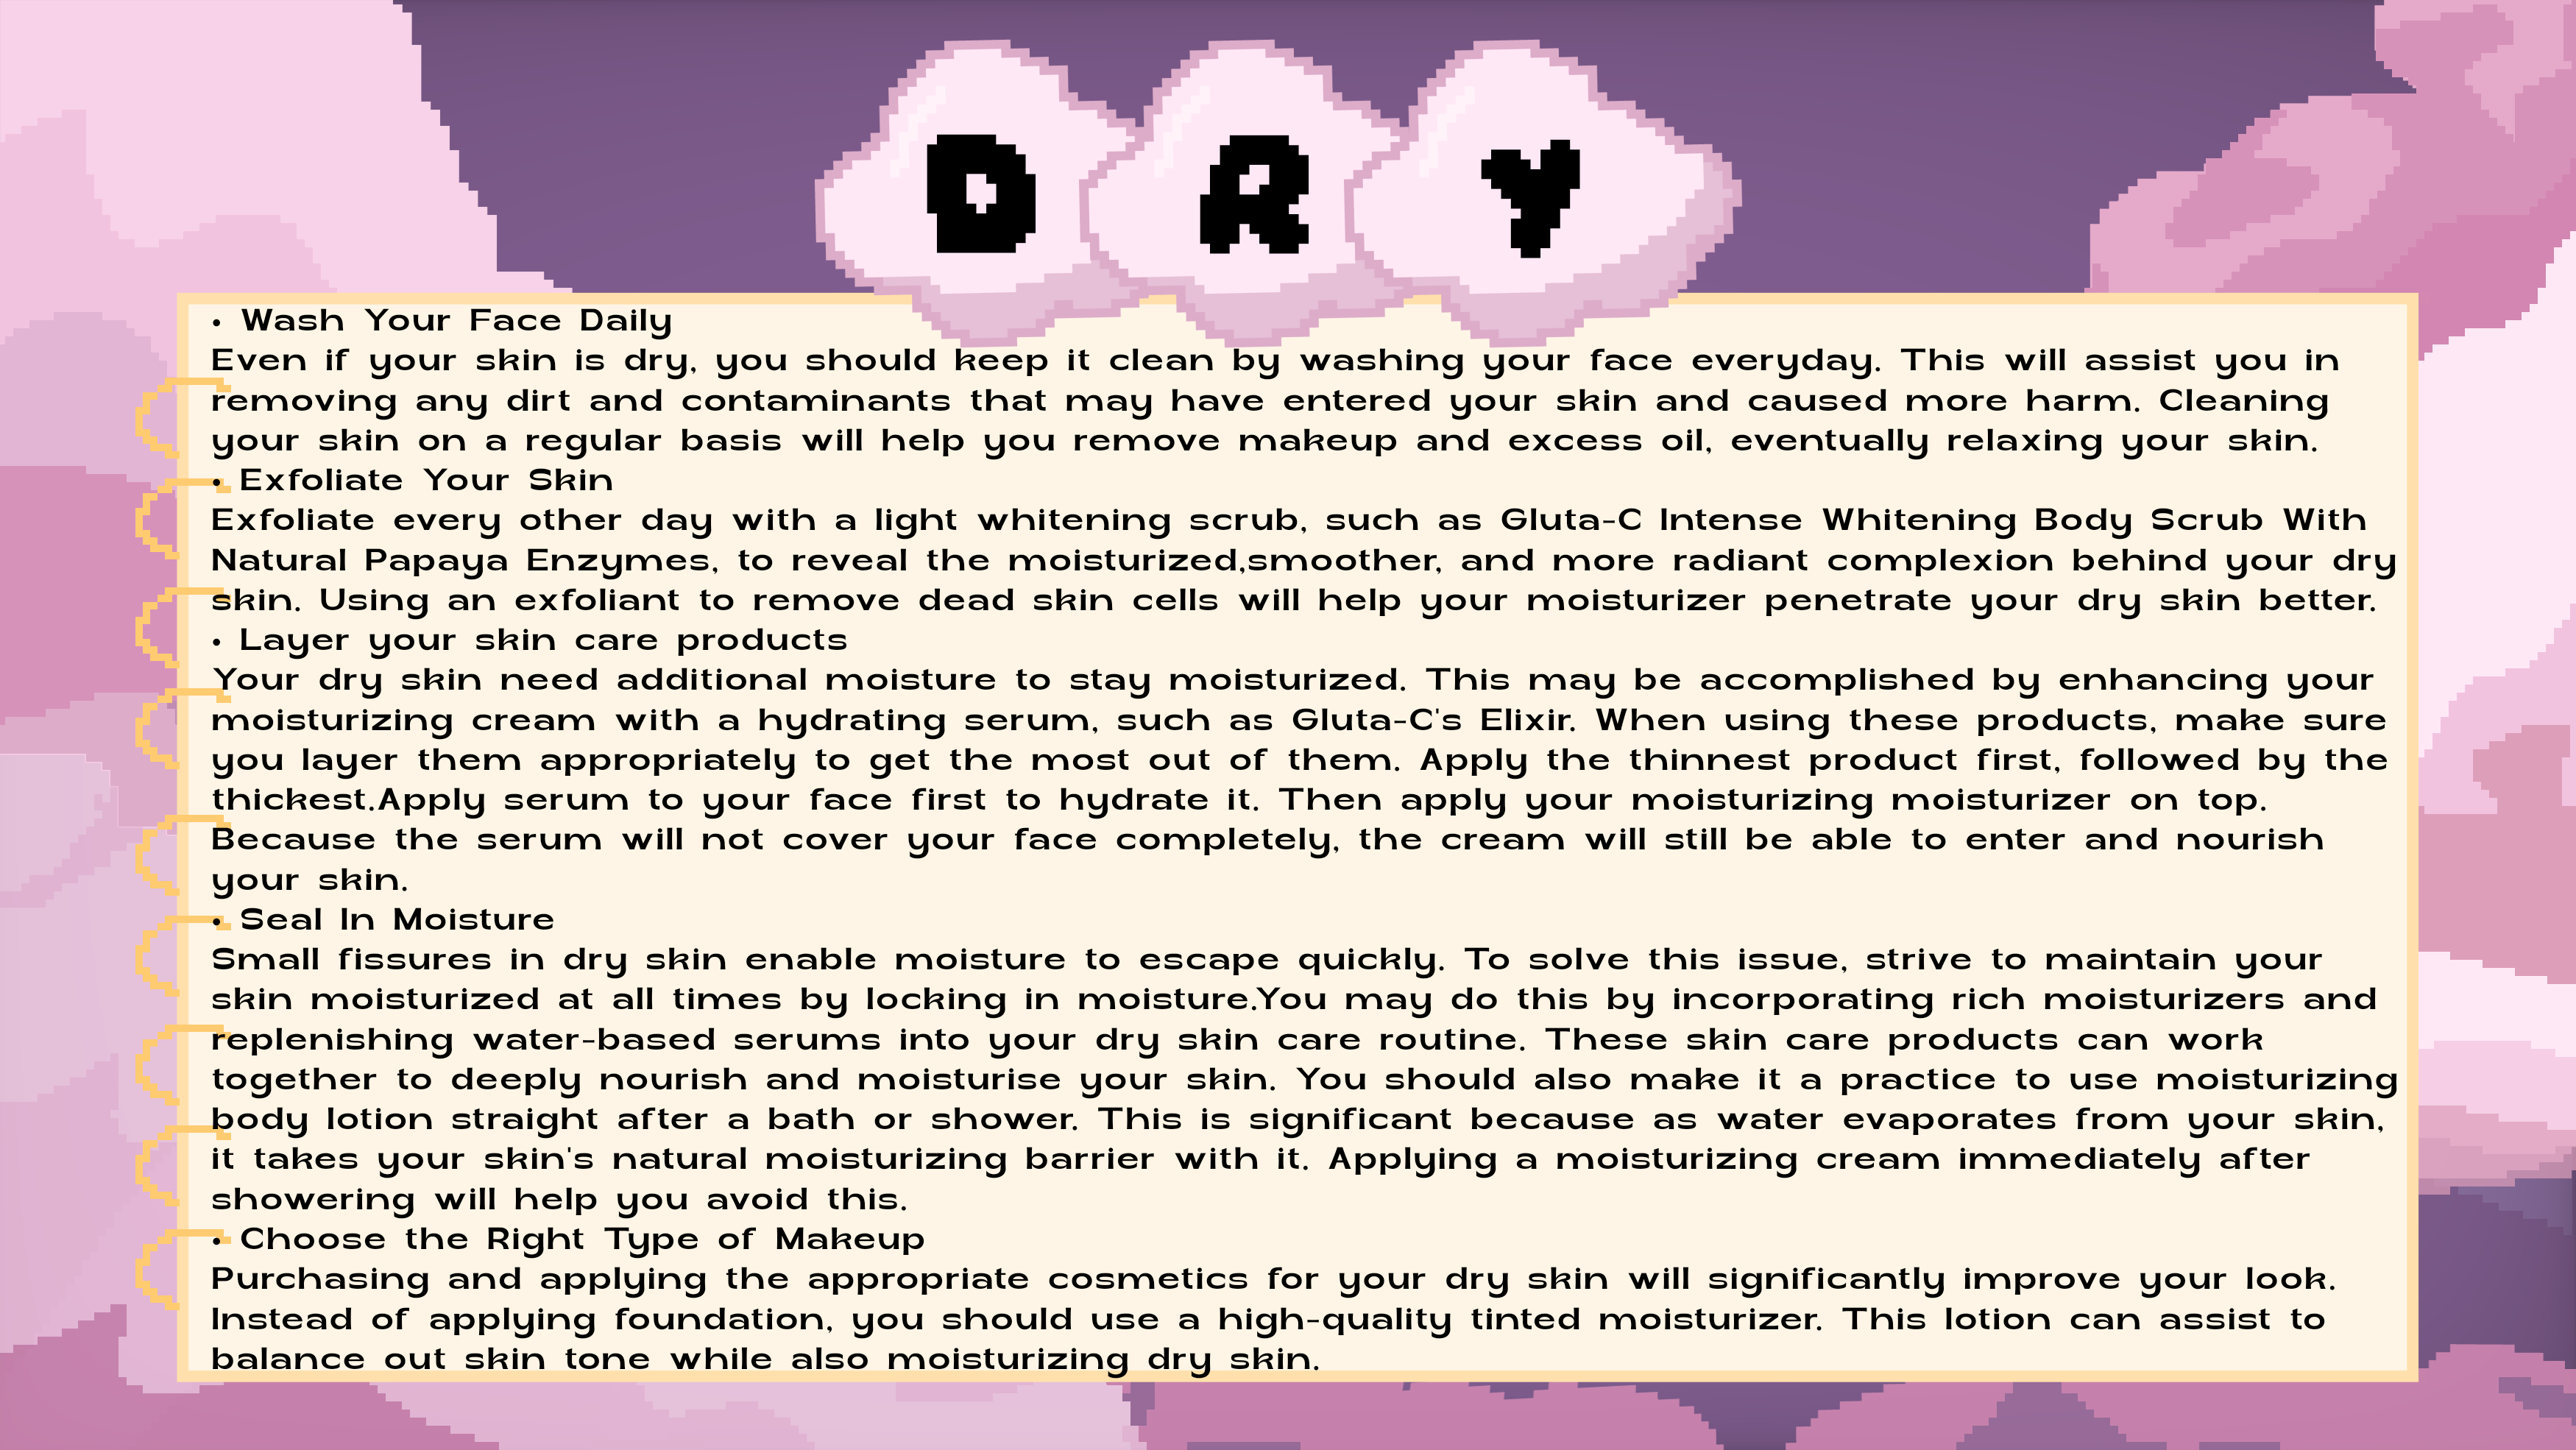 DRY
• Wash Your Face Daily
Even if your skin is dry, you should keep it clean by washing your face everyday. This will assist you in
removing any dirt and contaminants that may have entered your skin and caused more harm. Cleaning
your skin on a regular basis will help you remove makeup and excess oil, eventually relaxing your skin.
• Exfoliate Your Skin
Exfoliate every other day with a light whitening scrub, such as Gluta-C Intense Whitening Body Scrub With
Natural Papaya Enzymes, to reveal the moisturized,smoother, and more radiant complexion behind your dry
skin. Using an exfoliant to remove dead skin cells will help your moisturizer penetrate your dry skin better.
• Layer your skin care products
Your dry skin need additional moisture to stay moisturized. This may be accomplished by enhancing your
moisturizing cream with a hydrating serum, such as Gluta-C's Elixir. When using these products, make sure
you layer them appropriately to get the most out of them. Apply the thinnest product first, followed by the
thickest.Apply serum to your face first to hydrate it. Then apply your moisturizing moisturizer on top.
Because the serum will not cover your face completely, the cream will still be able to enter and nourish
your skin.
• Seal In Moisture
Small fissures in dry skin enable moisture to escape quickly. To solve this issue, strive to maintain your
skin moisturized at all times by locking in moisture.You may do this by incorporating rich moisturizers and
replenishing water-based serums into your dry skin care routine. These skin care products can work
together to deeply nourish and moisturise your skin. You should also make it a practice to use moisturizing
body lotion straight after a bath or shower. This is significant because as water evaporates from your skin,
it takes your skin's natural moisturizing barrier with it. Applying a moisturizing cream immediately after
showering will help you avoid this.
• Choose the Right Type of Makeup
Purchasing and applying the appropriate cosmetics for your dry skin will significantly improve your look.
Instead of applying foundation, you should use a high-quality tinted moisturizer. This lotion can assist to
balance out skin tone while also moisturizing dry skin.